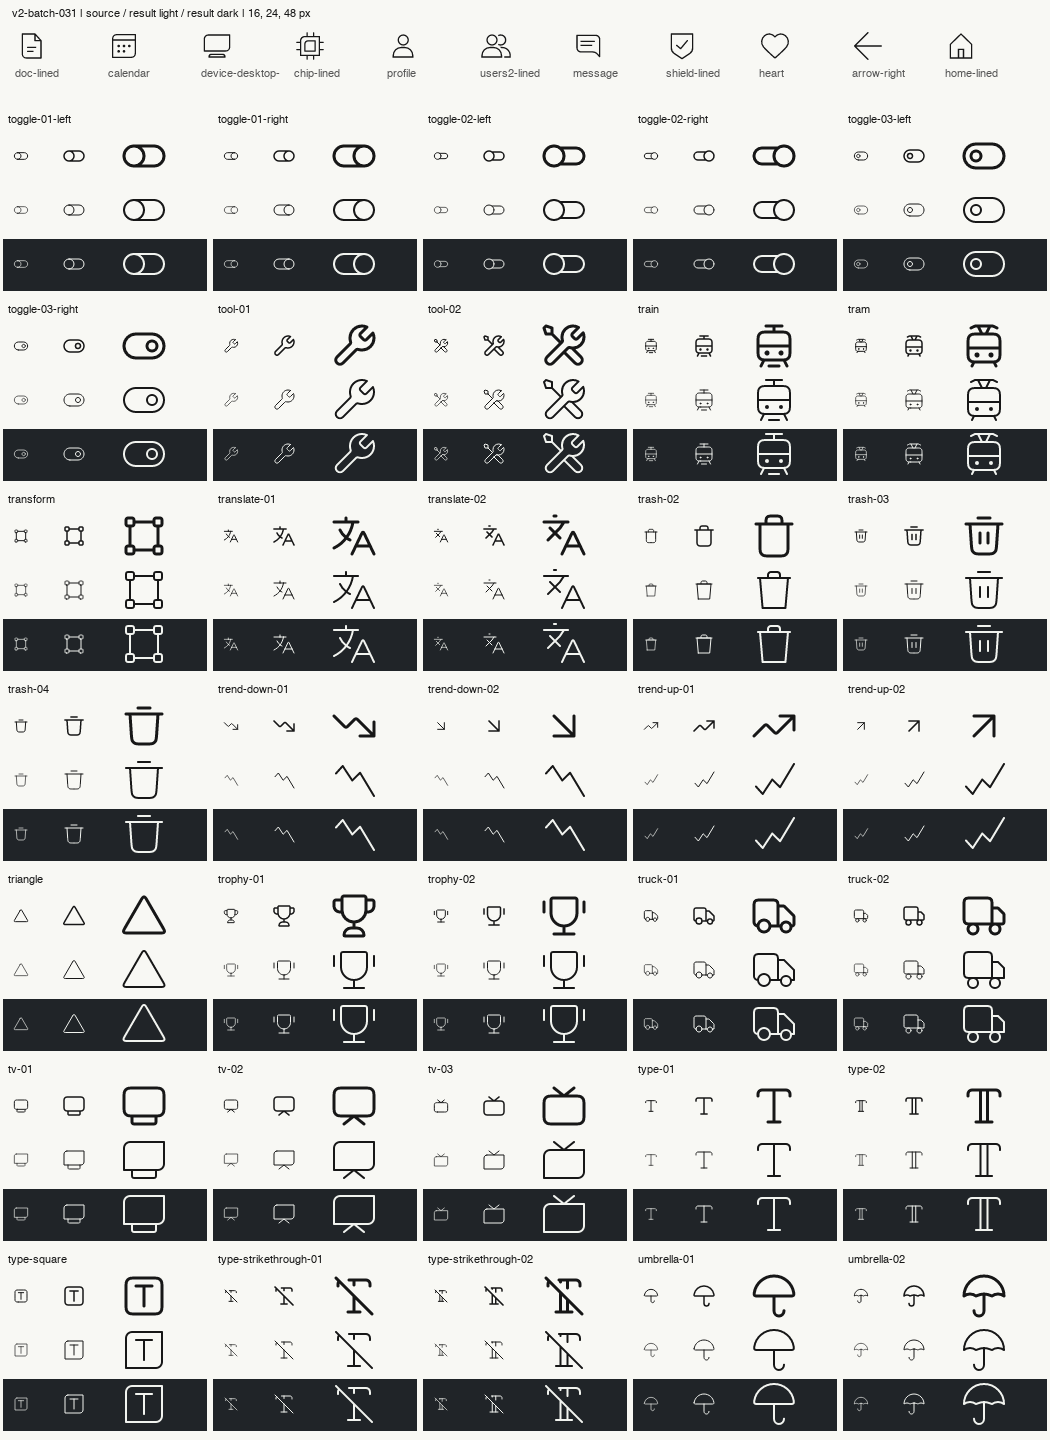 v2-batch-031 | source / result light / result dark | 16, 24, 48 px
doc-lined calendar device-desktop- chip-lined profile users2-lined message shield-lined heart arrow-right home-lined
toggle-01-left toggle-01-right toggle-02-left toggle-02-right toggle-03-left
toggle-03-right tool-01 tool-02 train tram
transform translate-01 translate-02 trash-02 trash-03
trash-04 trend-down-01 trend-down-02 trend-up-01 trend-up-02
triangle trophy-01 trophy-02 truck-01 truck-02
tv-01 tv-02 tv-03 type-01 type-02
type-square type-strikethrough-01 type-strikethrough-02 umbrella-01 umbrella-02